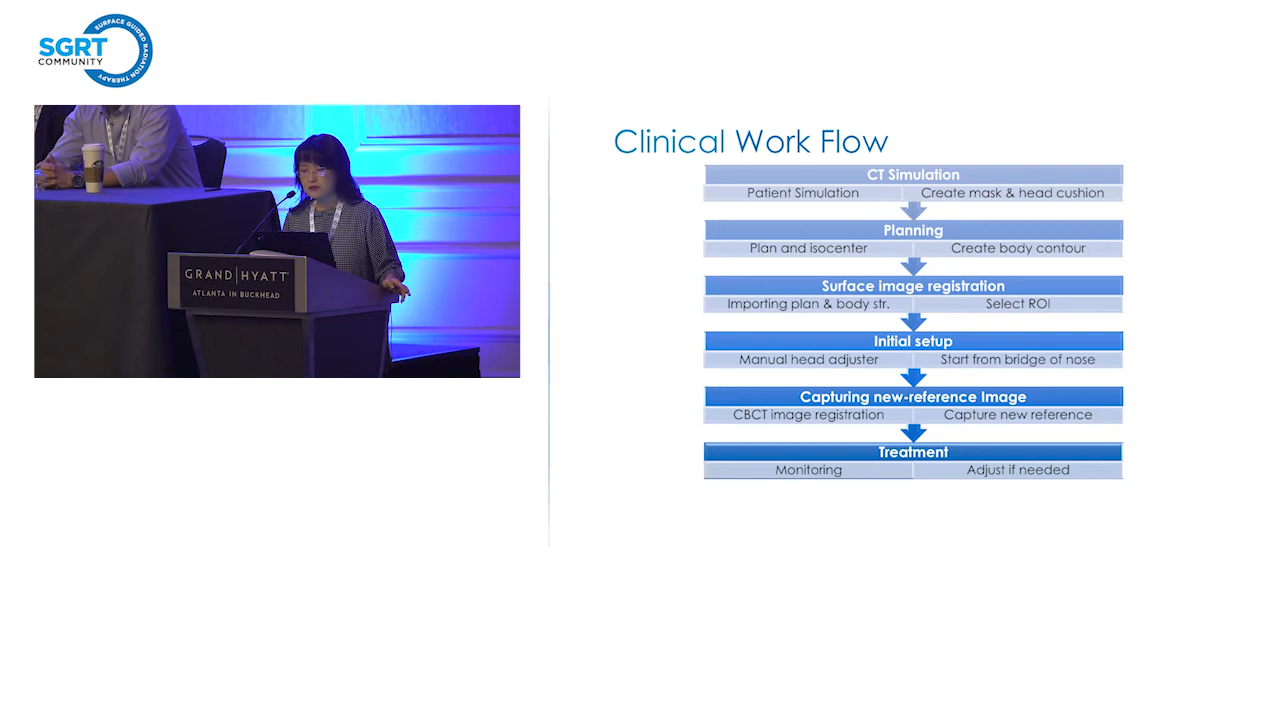 SURFACE GUIDED RADIATION THERAPY
SGRT
COMMUNITY
GRAND HYATT
ATLANTA IN BUCKHEAD
Clinical Work Flow
CT Simulation
Patient Simulation Create mask & head cushion
Planning
Plan and isocenter Create body contour
Surface image registration
Importing plan & body str. Select ROI
Initial setup
Manual head adjuster Start from bridge of nose
Capturing new-reference Image
CBCT image registration Capture new reference
Treatment
Monitoring Adjust if needed